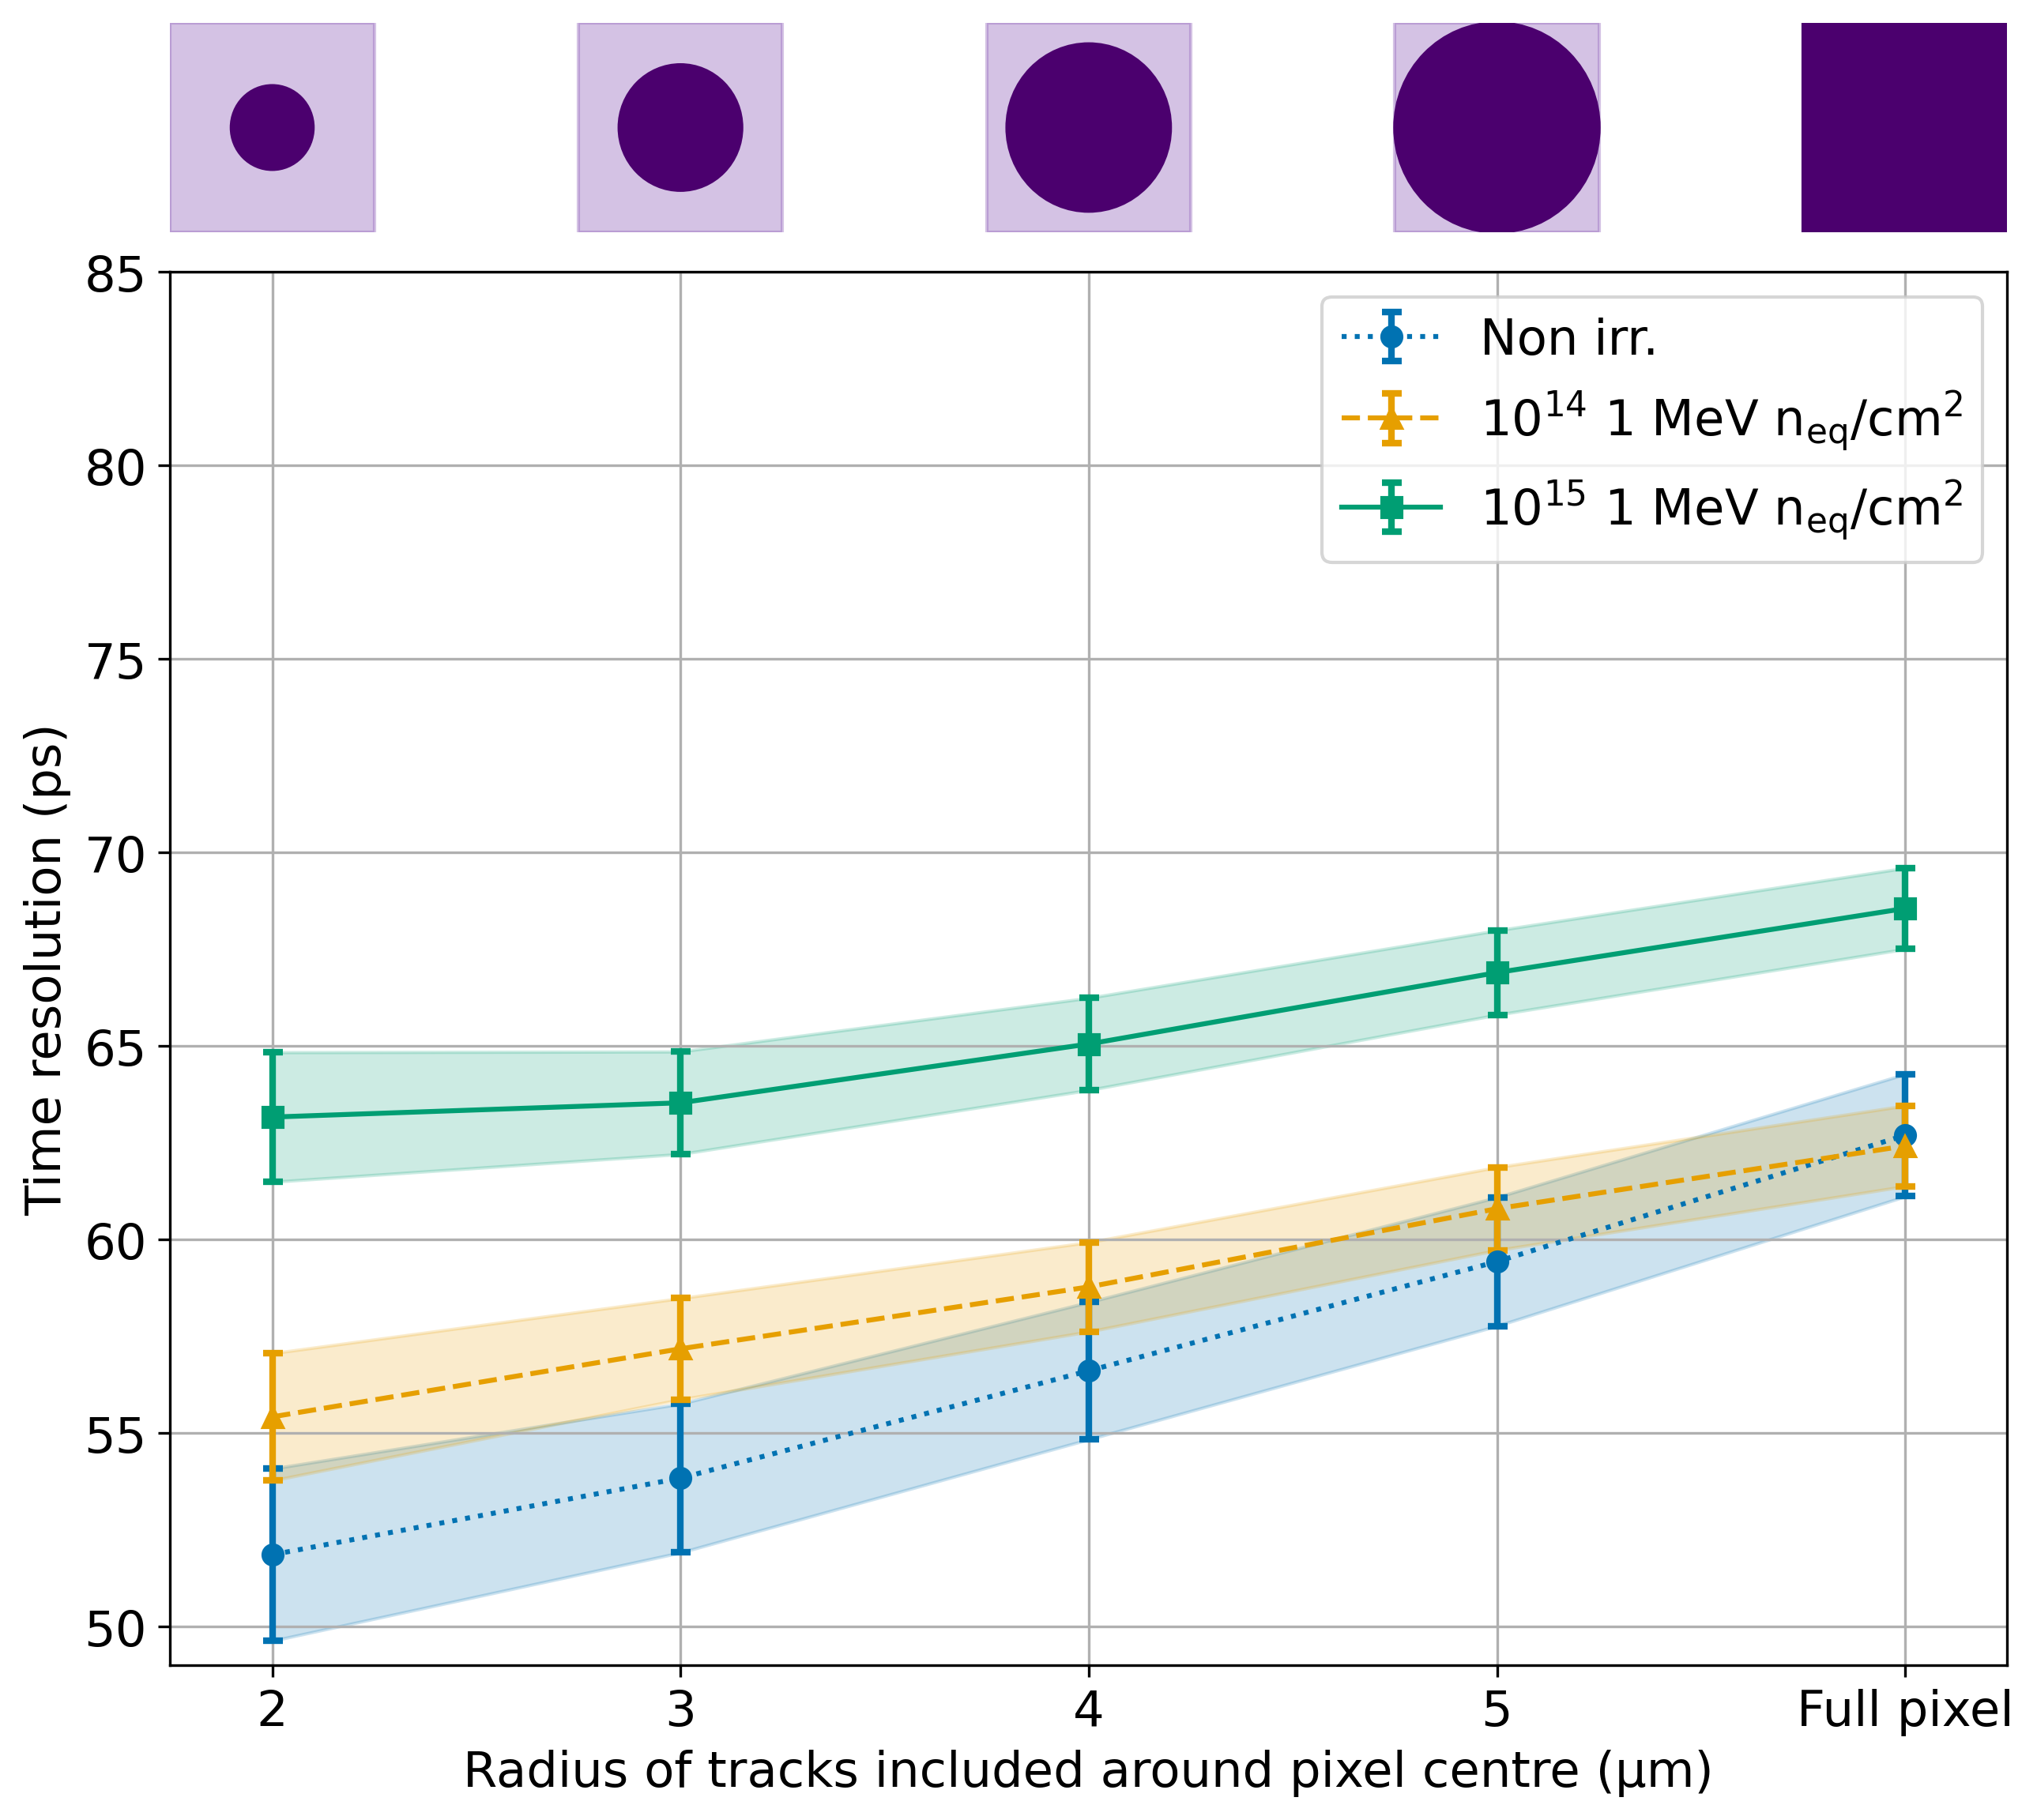 85
80
75
70
65
60
55
50
Time resolution (ps)
Non irr.
10¹⁴ 1 MeV n_eq/cm²
10¹⁵ 1 MeV n_eq/cm²
2 3 4 5 Full pixel
Radius of tracks included around pixel centre (μm)